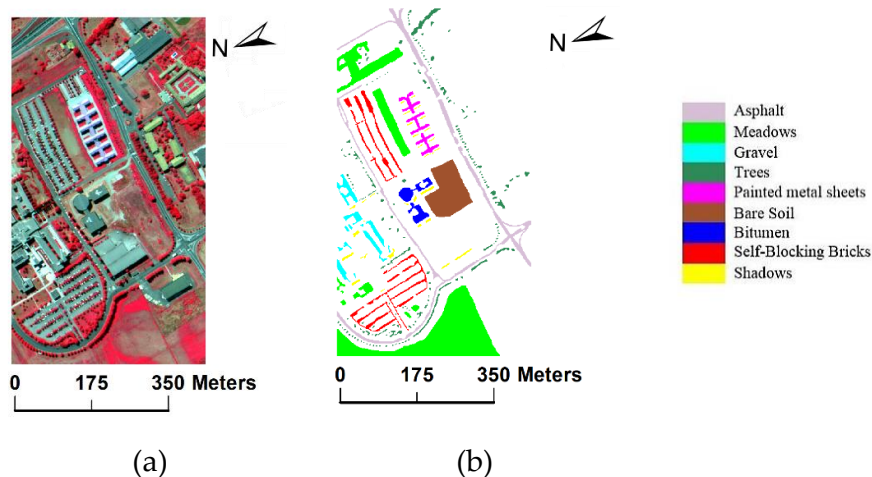 N
N
Asphalt
Meadows
Gravel
Trees
Painted metal sheets
Bare Soil
Bitumen
Self-Blocking Bricks
Shadows
0 175 350 Meters
0 175 350 Meters
(a) (b)